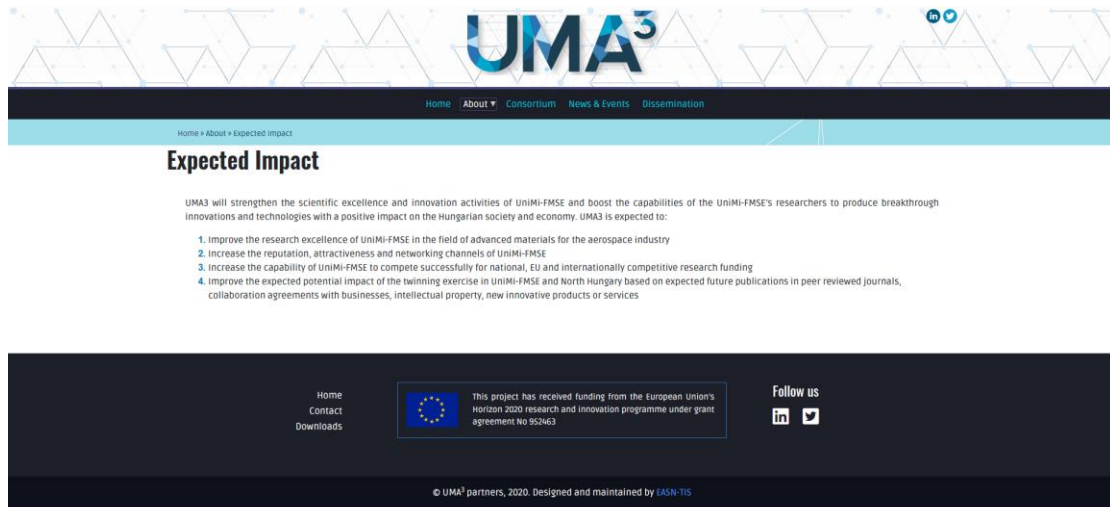 UMA³
Home About ▼ Consortium News & Events Dissemination
Home » About » Expected Impact
Expected Impact
UMA3 will strengthen the scientific excellence and innovation activities of UniMi-FMSE and boost the capabilities of the UniMi-FMSE's researchers to produce breakthrough
innovations and technologies with a positive impact on the Hungarian society and economy. UMA3 is expected to:
1. Improve the research excellence of UniMi-FMSE in the field of advanced materials for the aerospace industry
2. Increase the reputation, attractiveness and networking channels of UniMi-FMSE
3. Increase the capability of UniMi-FMSE to compete successfully for national, EU and internationally competitive research funding
4. Improve the expected potential impact of the twinning exercise in UniMi-FMSE and North Hungary based on expected future publications in peer reviewed journals,
collaboration agreements with businesses, intellectual property, new innovative products or services
Home
Contact
Downloads
This project has received funding from the European Union's
Horizon 2020 research and innovation programme under grant
agreement No 952463
Follow us
© UMA³ partners, 2020. Designed and maintained by EASN-TIS